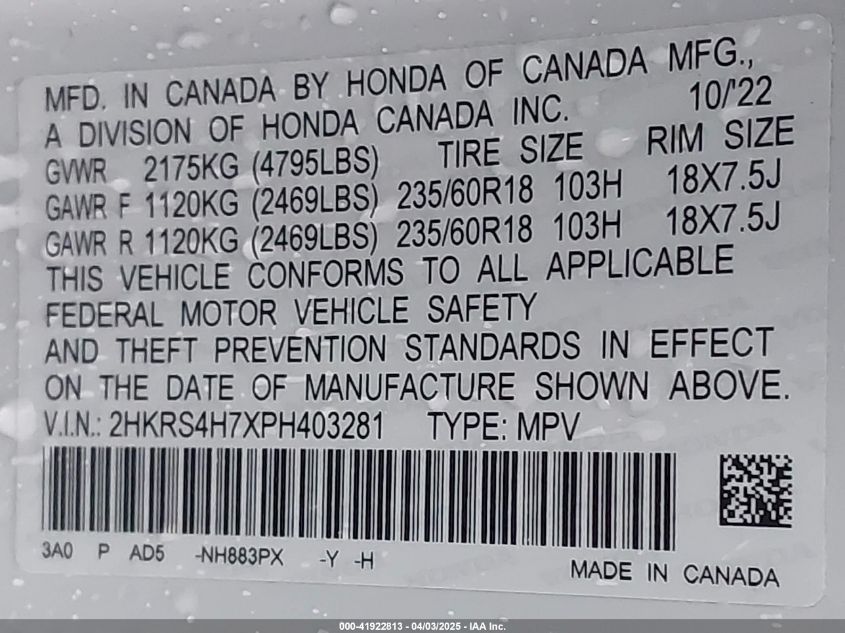 MFD. IN CANADA BY HONDA OF CANADA MFG.,
A DIVISION OF HONDA CANADA INC. 10/'22
GVWR 2175KG (4795LBS) TIRE SIZE RIM SIZE
GAWR F 1120KG (2469LBS) 235/60R18 103H 18X7.5J
GAWR R 1120KG (2469LBS) 235/60R18 103H 18X7.5J
THIS VEHICLE CONFORMS TO ALL APPLICABLE
FEDERAL MOTOR VEHICLE SAFETY
AND THEFT PREVENTION STANDARDS IN EFFECT
ON THE DATE OF MANUFACTURE SHOWN ABOVE.
V.I.N.: 2HKRS4H7XPH403281 TYPE: MPV
3A0 P AD5 -NH883PX -Y -H
MADE IN CANADA
000-41922813 - 04/03/2025 - IAA Inc.